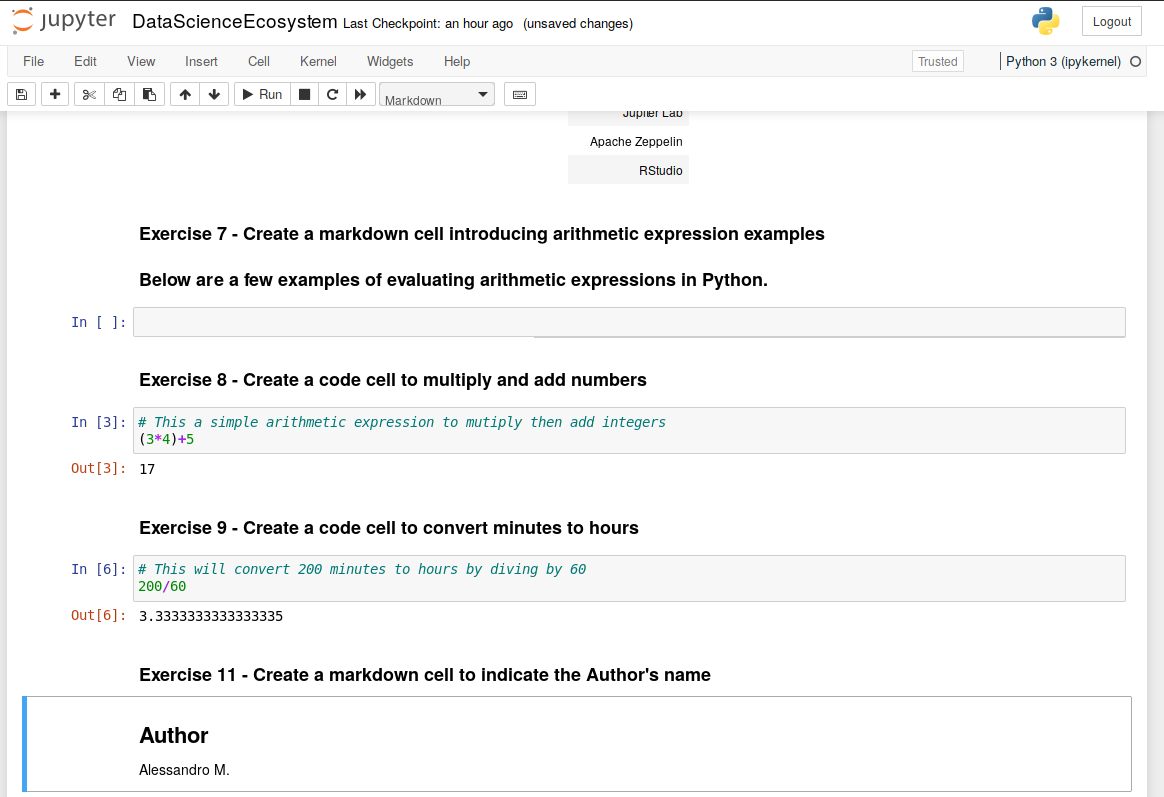 jupyter DataScienceEcosystem Last Checkpoint: an hour ago (unsaved changes) Logout
File Edit View Insert Cell Kernel Widgets Help Trusted Python 3 (ipykernel)
Run Markdown
Jupiter Lab
Apache Zeppelin
RStudio
Exercise 7 - Create a markdown cell introducing arithmetic expression examples
Below are a few examples of evaluating arithmetic expressions in Python.
In [ ]:
Exercise 8 - Create a code cell to multiply and add numbers
In [3]: # This a simple arithmetic expression to mutiply then add integers
(3*4)+5
Out[3]: 17
Exercise 9 - Create a code cell to convert minutes to hours
In [6]: # This will convert 200 minutes to hours by diving by 60
200/60
Out[6]: 3.3333333333333335
Exercise 11 - Create a markdown cell to indicate the Author's name
Author
Alessandro M.